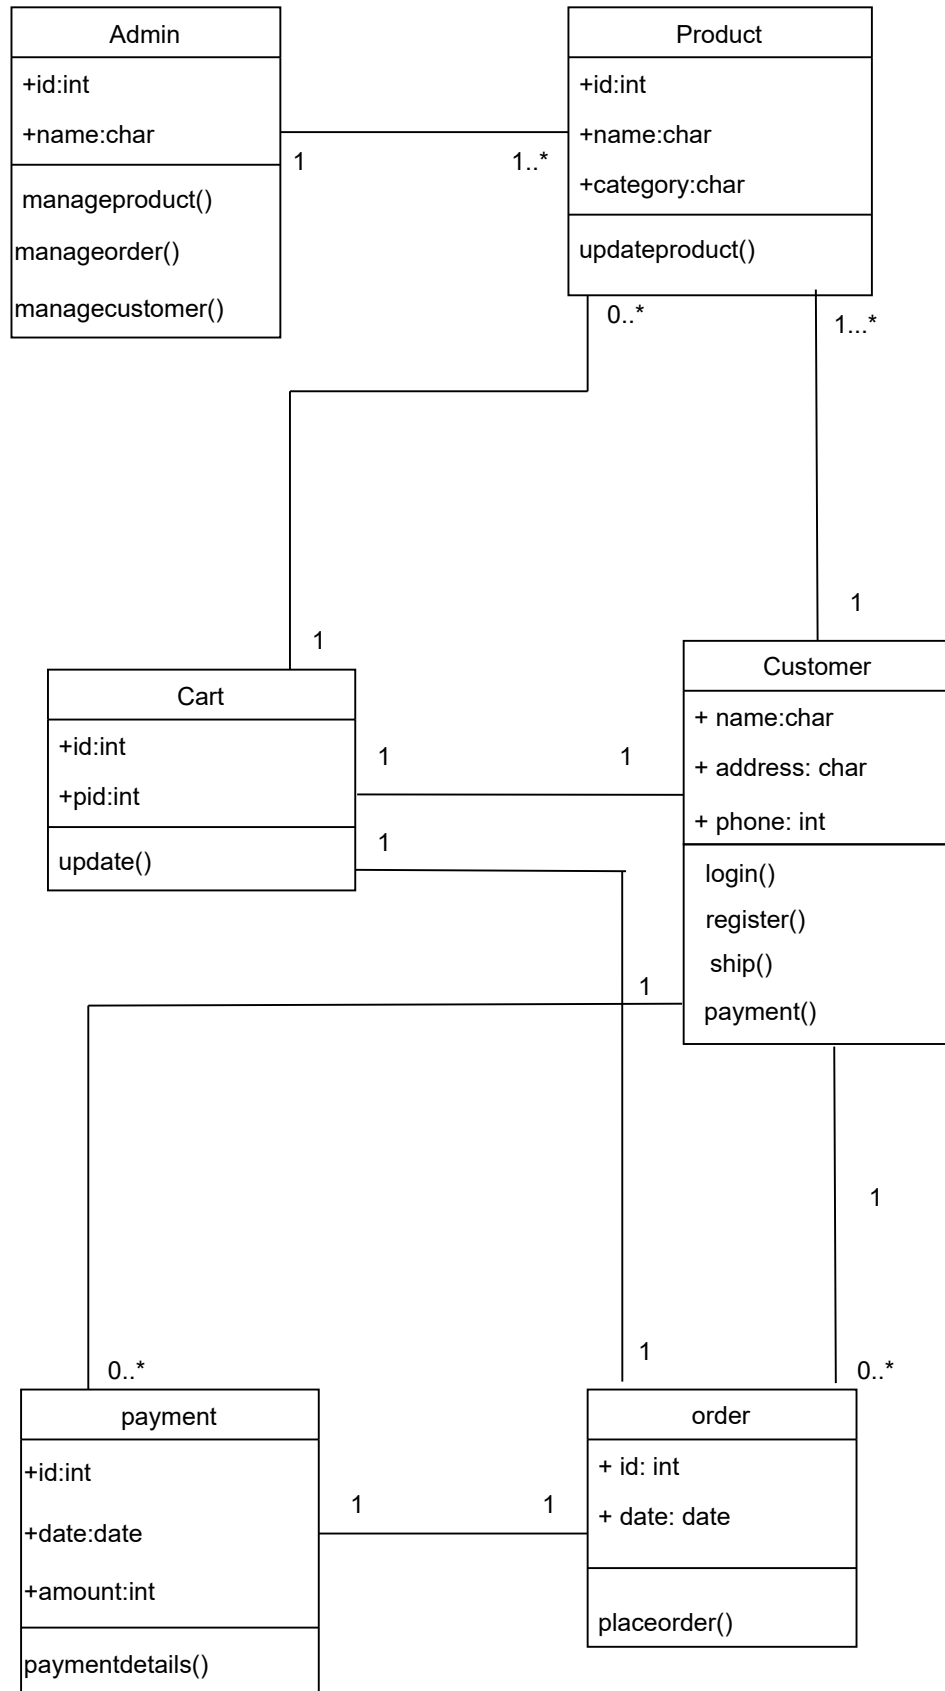 Admin
+id:int
+name:char
manageproduct()
manageorder()
managecustomer()
1
1..*
Product
+id:int
+name:char
+category:char
updateproduct()
0..*
1...*
1
1
Cart
+id:int
+pid:int
update()
1
1
1
Customer
+ name:char
+ address: char
+ phone: int
login()
register()
ship()
payment()
1
1
1
0..*
0..*
payment
+id:int
+date:date
+amount:int
paymentdetails()
1
1
order
+ id: int
+ date: date
placeorder()